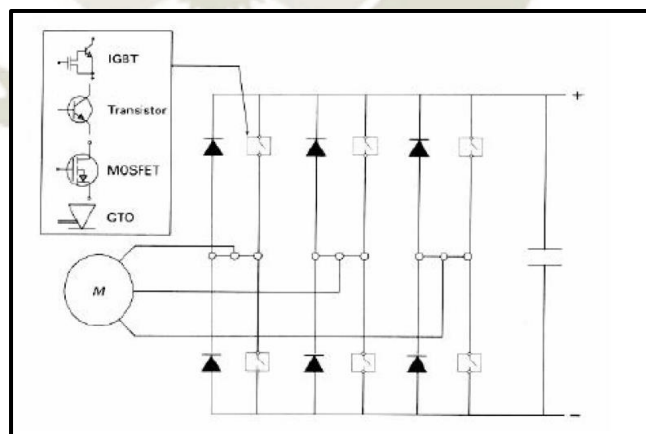 IGBT
Transistor
MOSFET
GTO
+
M
−